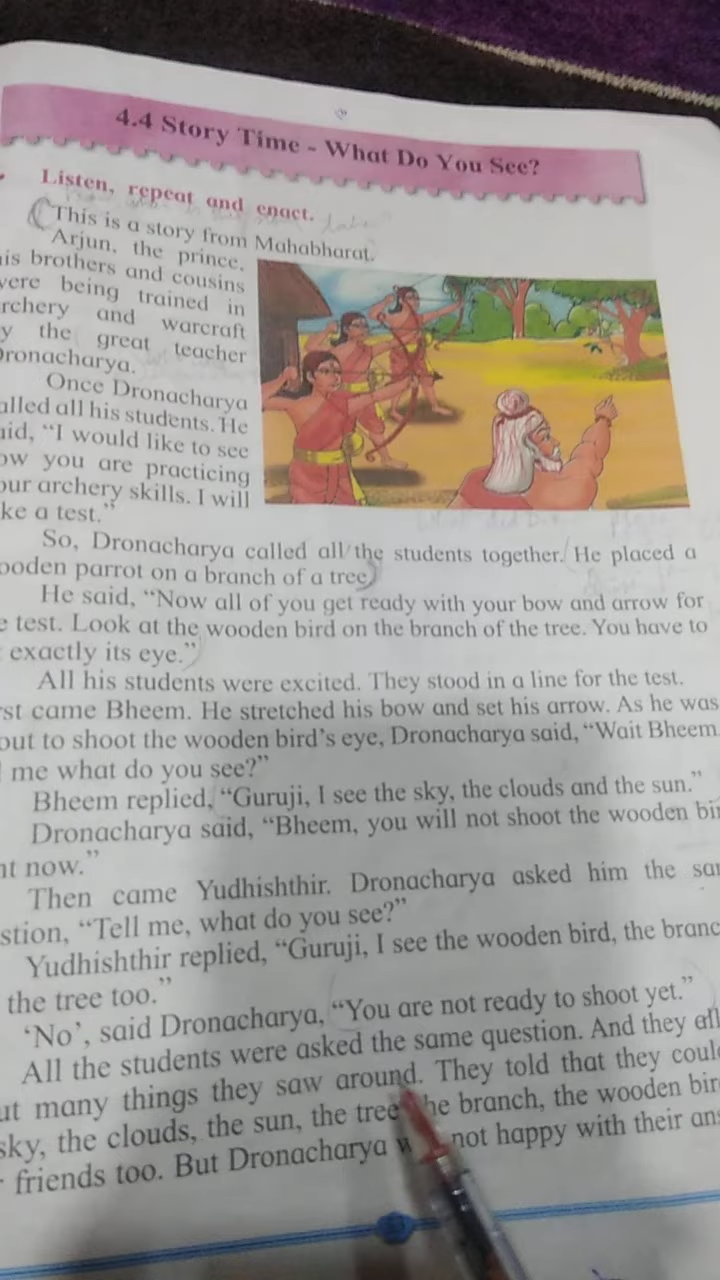 4.4 Story Time - What Do You See?
Listen, repeat and enact.
This is a story from Mahabharat.
Arjun, the prince,
his brothers and cousins
were being trained in
archery and warcraft
by the great teacher
Dronacharya.
Once Dronacharya
called all his students. He
said, “I would like to see
how you are practicing
your archery skills. I will
take a test.”
So, Dronacharya called all the students together. He placed a
wooden parrot on a branch of a tree
He said, “Now all of you get ready with your bow and arrow for
test. Look at the wooden bird on the branch of the tree. You have to
exactly its eye.”
All his students were excited. They stood in a line for the test.
came Bheem. He stretched his bow and set his arrow. As he was
to shoot the wooden bird’s eye, Dronacharya said, “Wait Bheem
me what do you see?”
Bheem replied, “Guruji, I see the sky, the clouds and the sun.”
Dronacharya said, “Bheem, you will not shoot the wooden
now.”
Then came Yudhishthir. Dronacharya asked him the
“Tell me, what do you see?”
Yudhishthir replied, “Guruji, I see the wooden bird, the
the tree too.”
‘No’, said Dronacharya, “You are not ready to shoot yet.”
All the students were asked the same question. And they all
many things they saw around. They told that they
sky, the clouds, the sun, the tree the branch, the wooden
friends too. But Dronacharya not happy with their